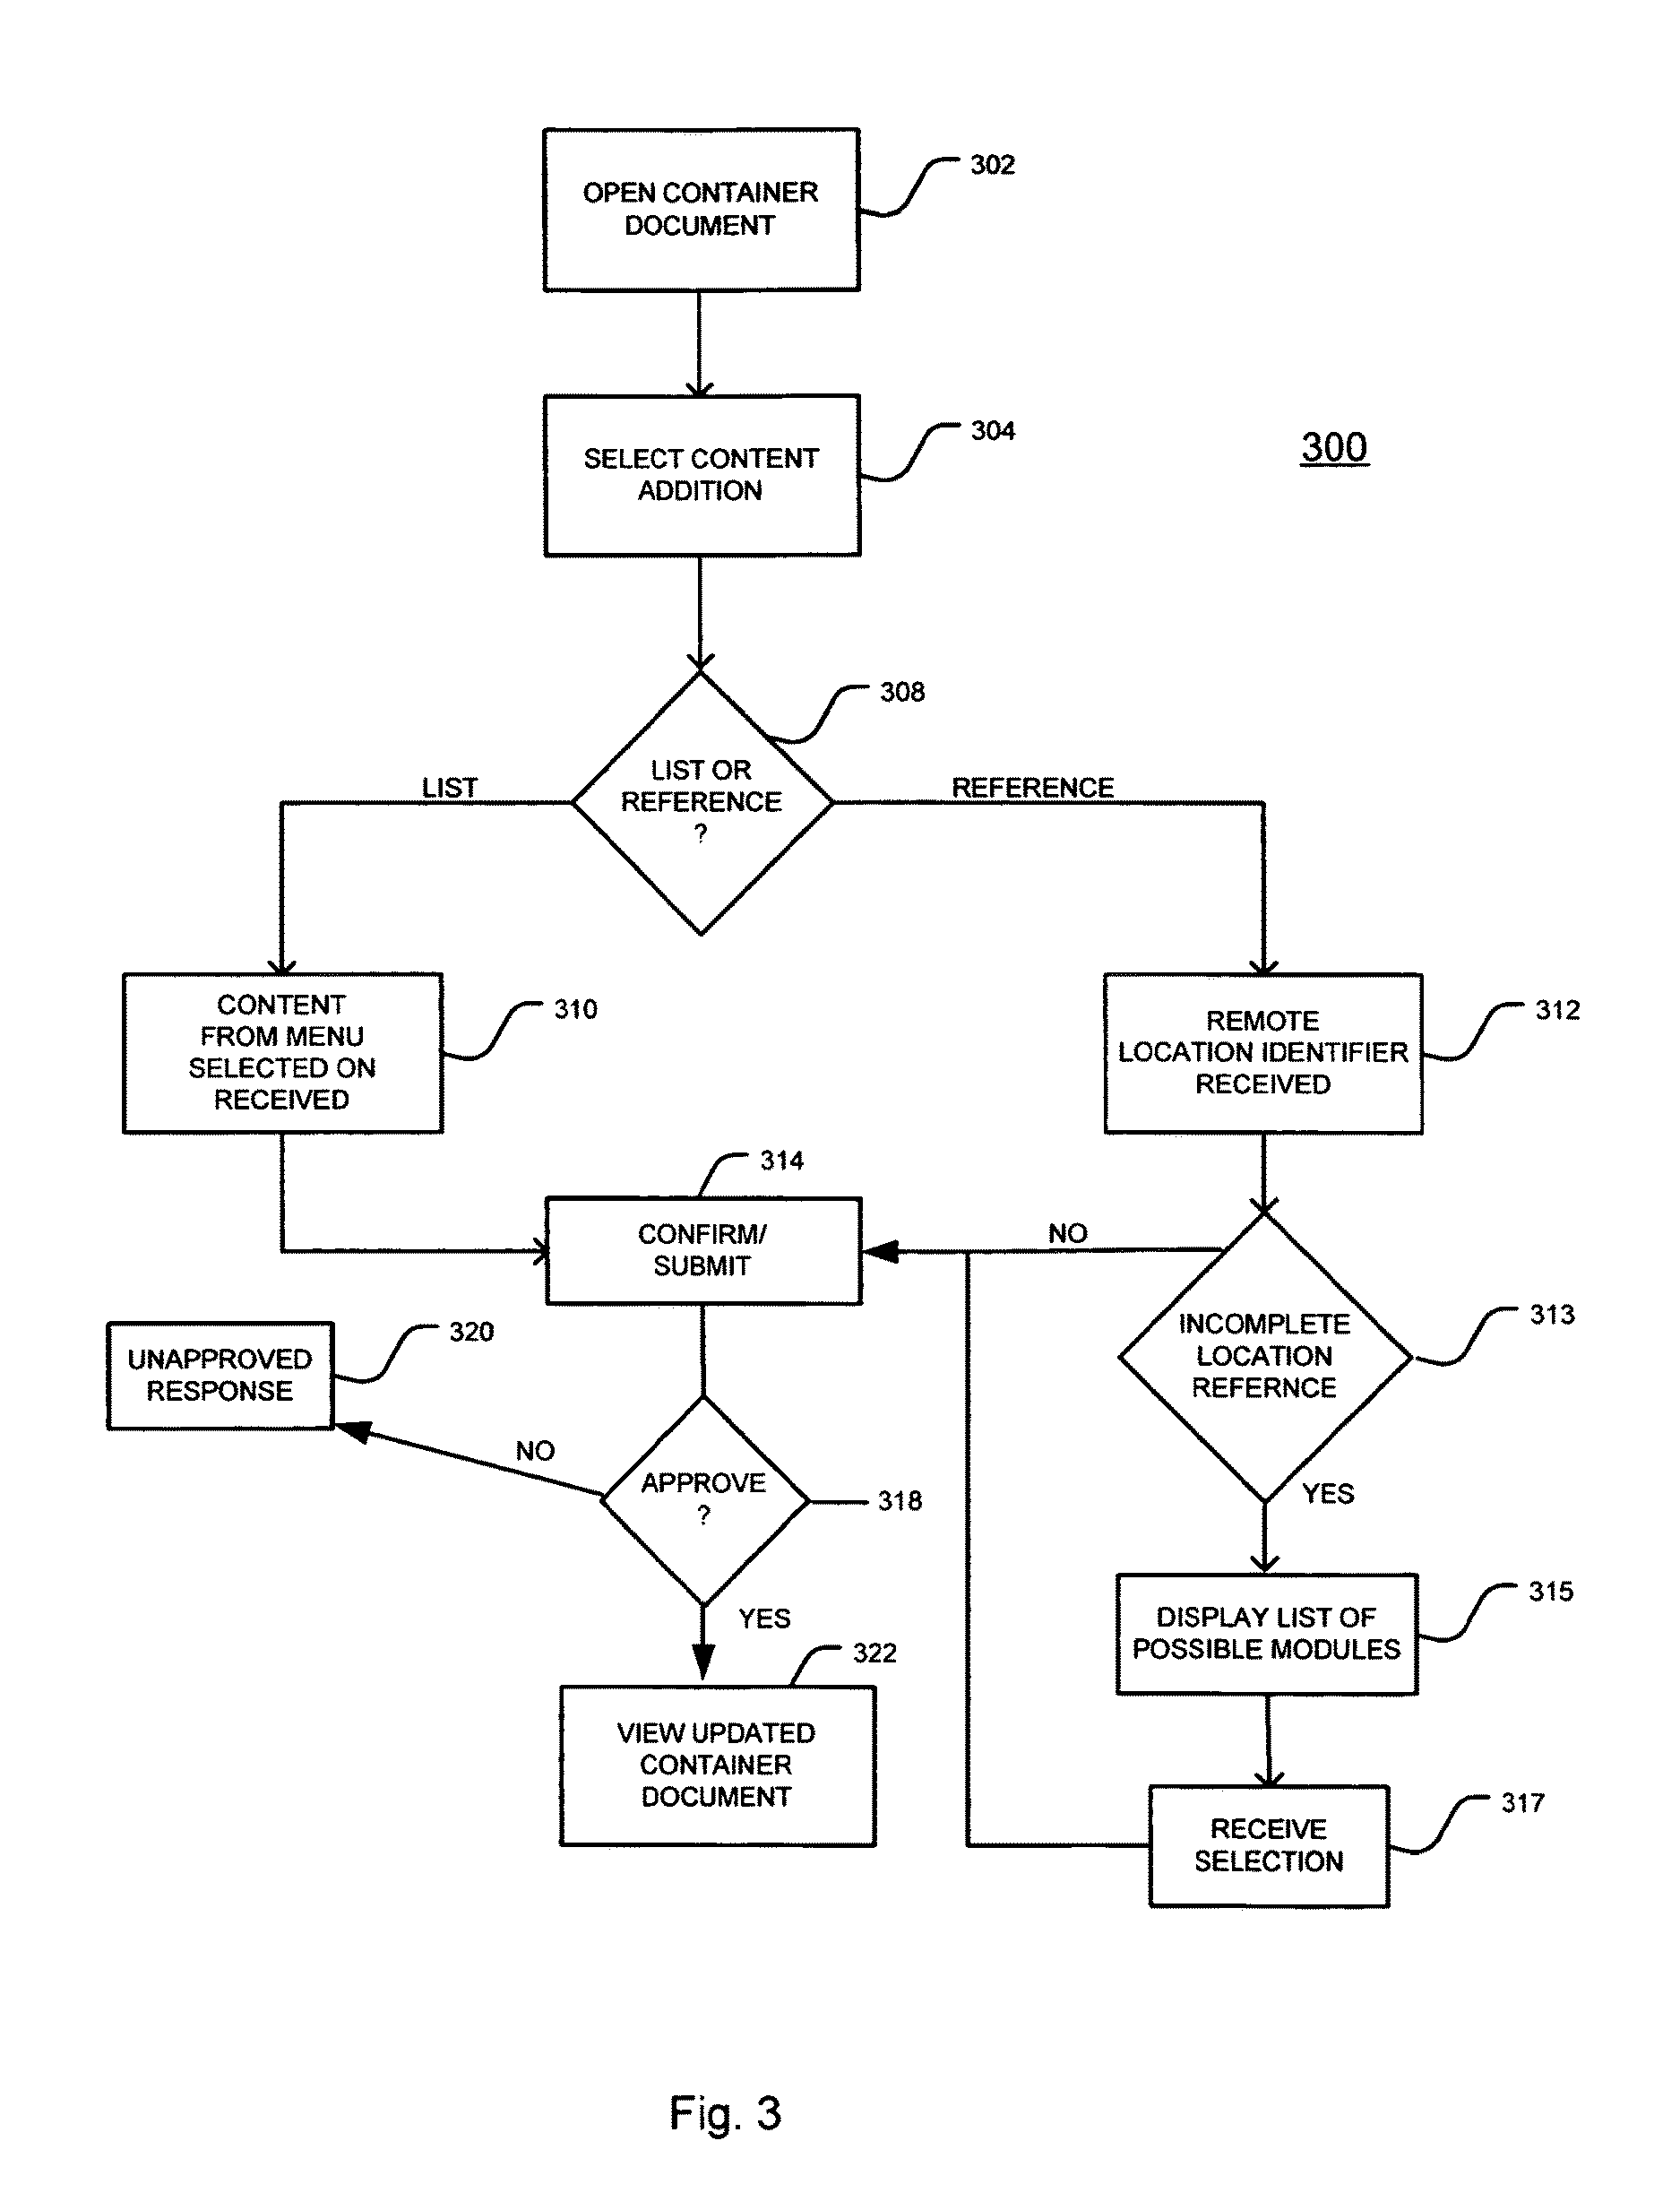 OPEN CONTAINER
DOCUMENT
302
SELECT CONTENT
ADDITION
304
300
308
LIST OR
REFERENCE
?
LIST
REFERENCE
CONTENT
FROM MENU
SELECTED ON
RECEIVED
310
REMOTE
LOCATION IDENTIFIER
RECEIVED
312
314
CONFIRM/
SUBMIT
NO
INCOMPLETE
LOCATION
REFERNCE
313
UNAPPROVED
RESPONSE
320
NO
APPROVE
?
318
YES
YES
DISPLAY LIST OF
POSSIBLE MODULES
315
322
VIEW UPDATED
CONTAINER
DOCUMENT
RECEIVE
SELECTION
317
Fig. 3